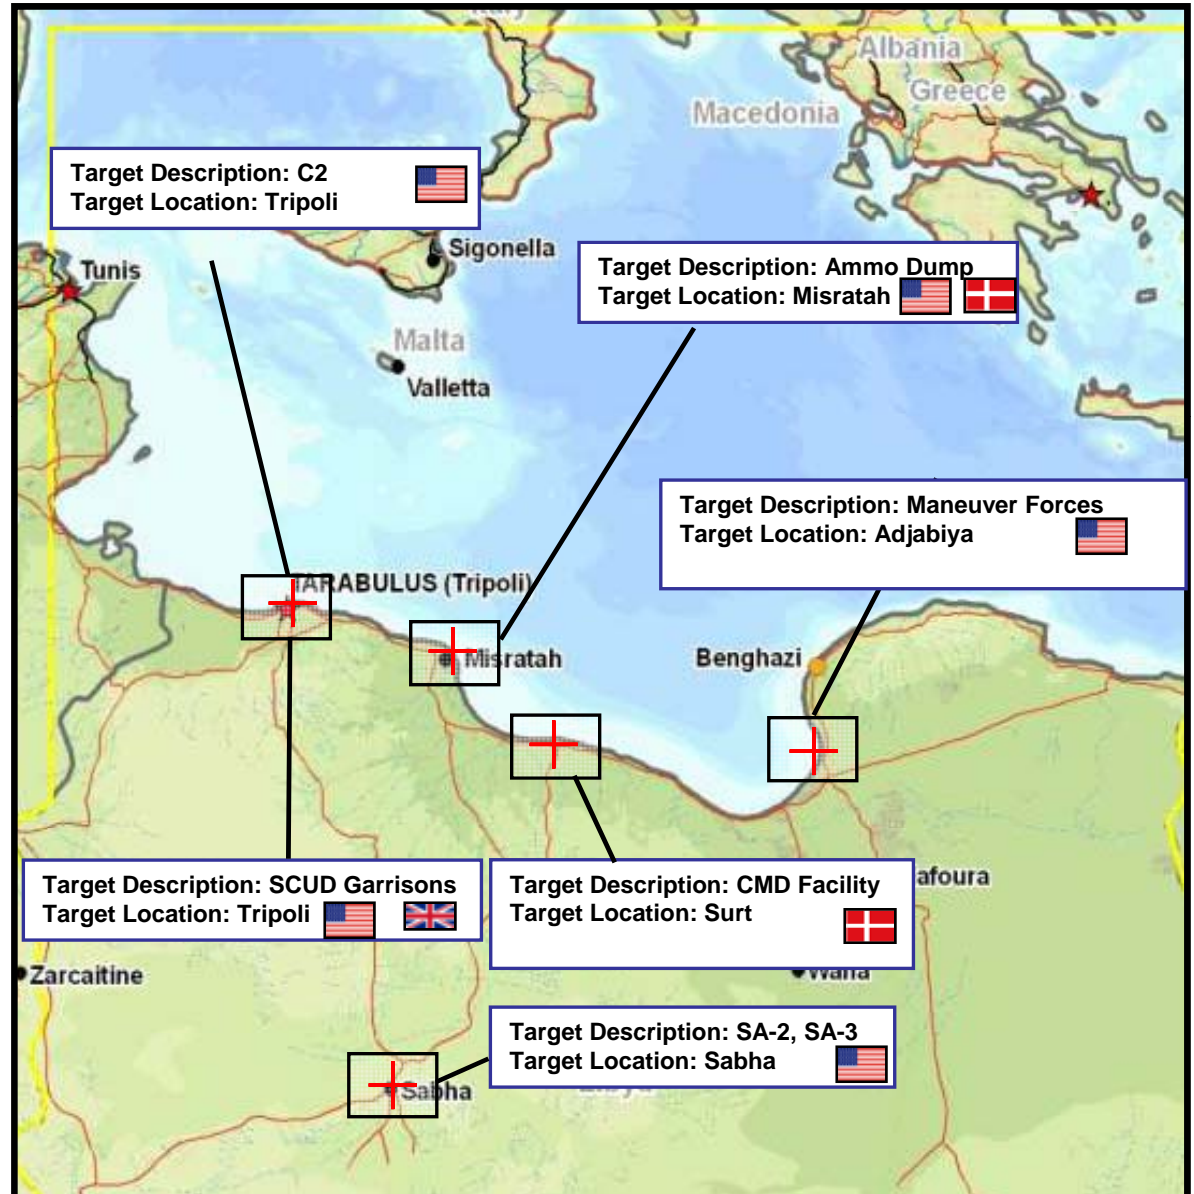 Italy
Albania
Greece
Macedonia
Target Description: C2
Target Location: Tripoli
Sigonella
Tunis
Target Description: Ammo Dump
Target Location: Misratah
Malta
Valletta
Target Description: Maneuver Forces
Target Location: Adjabiya
TARABULUS (Tripoli)
Misratah
Benghazi
Target Description: SCUD Garrisons
Target Location: Tripoli
Target Description: CMD Facility
Target Location: Surt
afoura
Zarcaitine
Waha
Target Description: SA-2, SA-3
Target Location: Sabha
Sabha
Libya